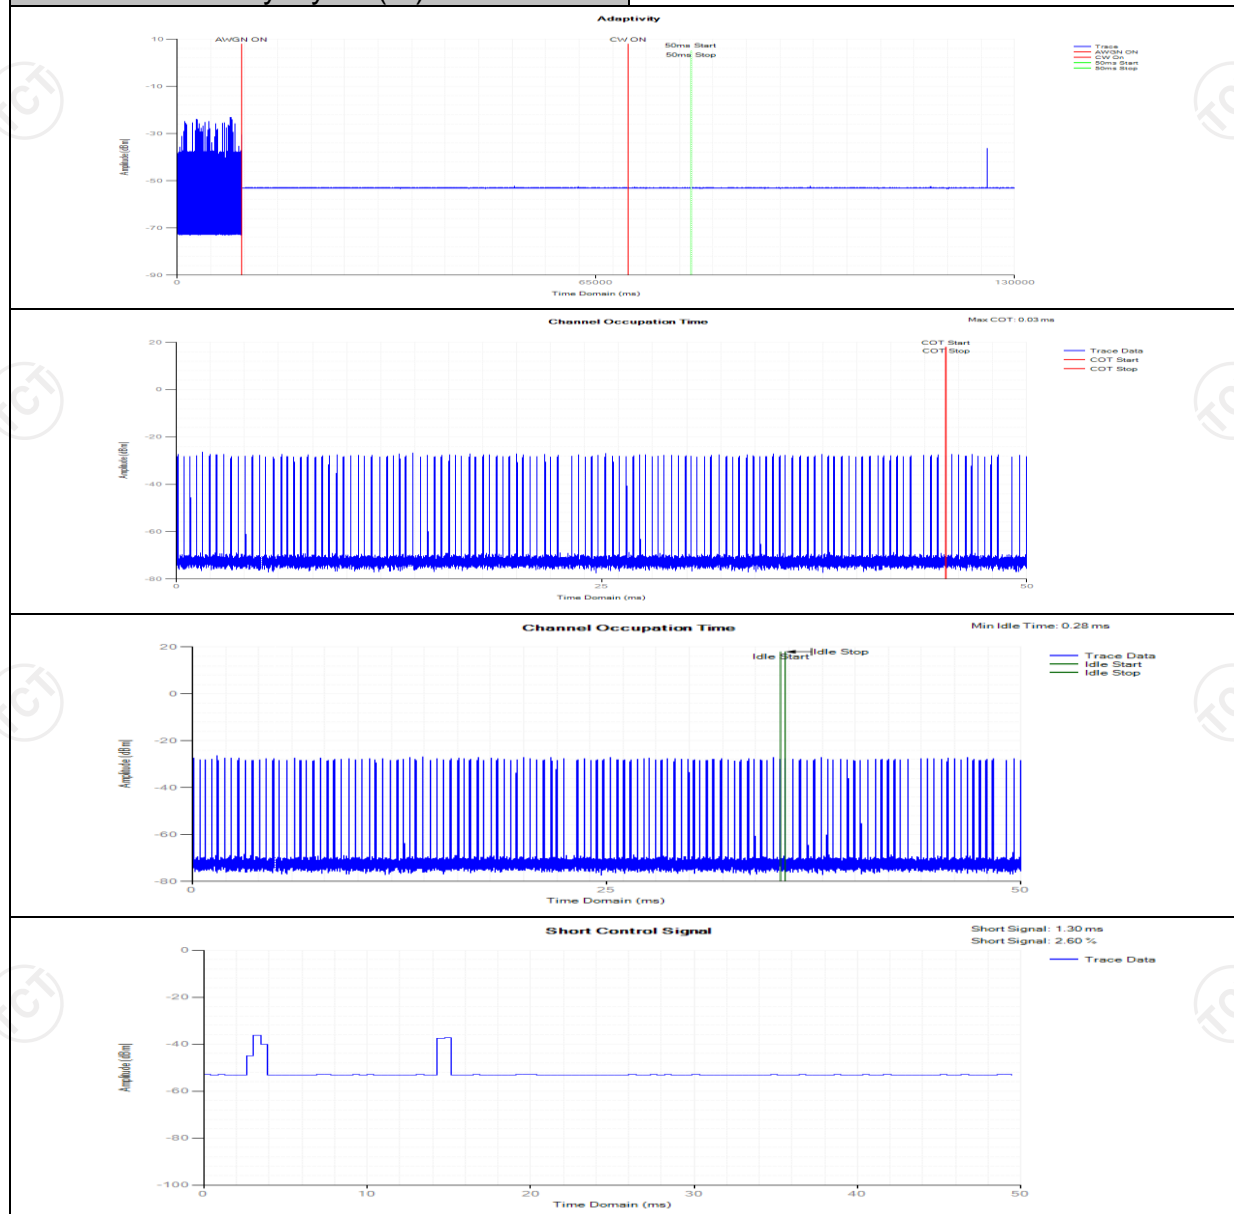 Adaptivity
AWGN ON
CW ON
50ms Start
50ms Stop
Trace
AWGN ON
CW On
50ms Start
50ms Stop
10
-10
-30
-50
-70
-90
Amplitude (dBm)
0
65000
130000
Time Domain (ms)
Channel Occupation Time
Max COT: 0.03 ms
COT Start
COT Stop
Trace Data
COT Start
COT Stop
20
0
-20
-40
-60
-80
Amplitude (dBm)
0
25
50
Time Domain (ms)
Channel Occupation Time
Min Idle Time: 0.28 ms
Idle Start
Idle Stop
Trace Data
Idle Start
Idle Stop
20
0
-20
-40
-60
-80
Amplitude (dBm)
0
25
50
Time Domain (ms)
Short Control Signal
Short Signal: 1.30 ms
Short Signal: 2.60 %
Trace Data
0
-20
-40
-60
-80
-100
Amplitude (dBm)
0
10
20
30
40
50
Time Domain (ms)
TCT